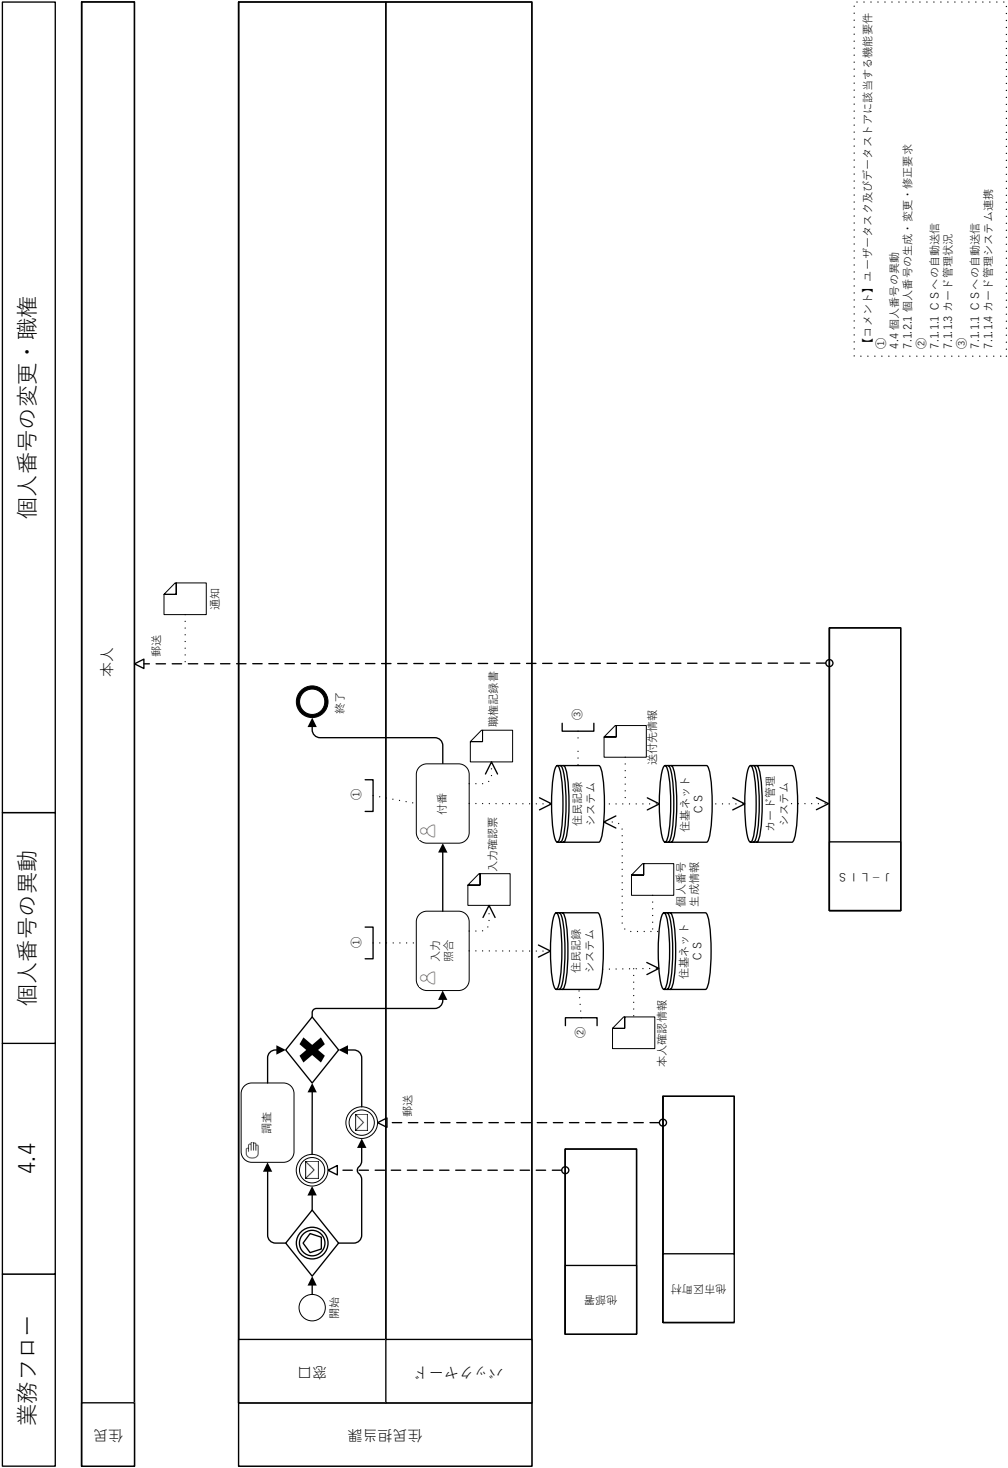 業務フロー
4.4
個人番号の異動
個人番号の変更・職権
住民
本人
郵送
通知
住民担当課
窓口
バックヤード
開始
調査
郵送
終了
入力
照合
①
入力確認票
付番
①
職権記録書
住民記録
システム
②
本人確認情報
住基ネット
CS
個人番号
生成情報
住民記録
システム
③
送付先情報
住基ネット
CS
カード管理
システム
他部署
他市区町村
J-LIS
【コメント】ユーザータスク及びデータストアに該当する機能要件
①
4.4 個人番号の異動
7.1.2.1 個人番号の生成・変更・修正要求
②
7.1.1.1 CSへの自動送信
7.1.1.3 カード管理状況
③
7.1.1.1 CSへの自動送信
7.1.1.4 カード管理システム連携